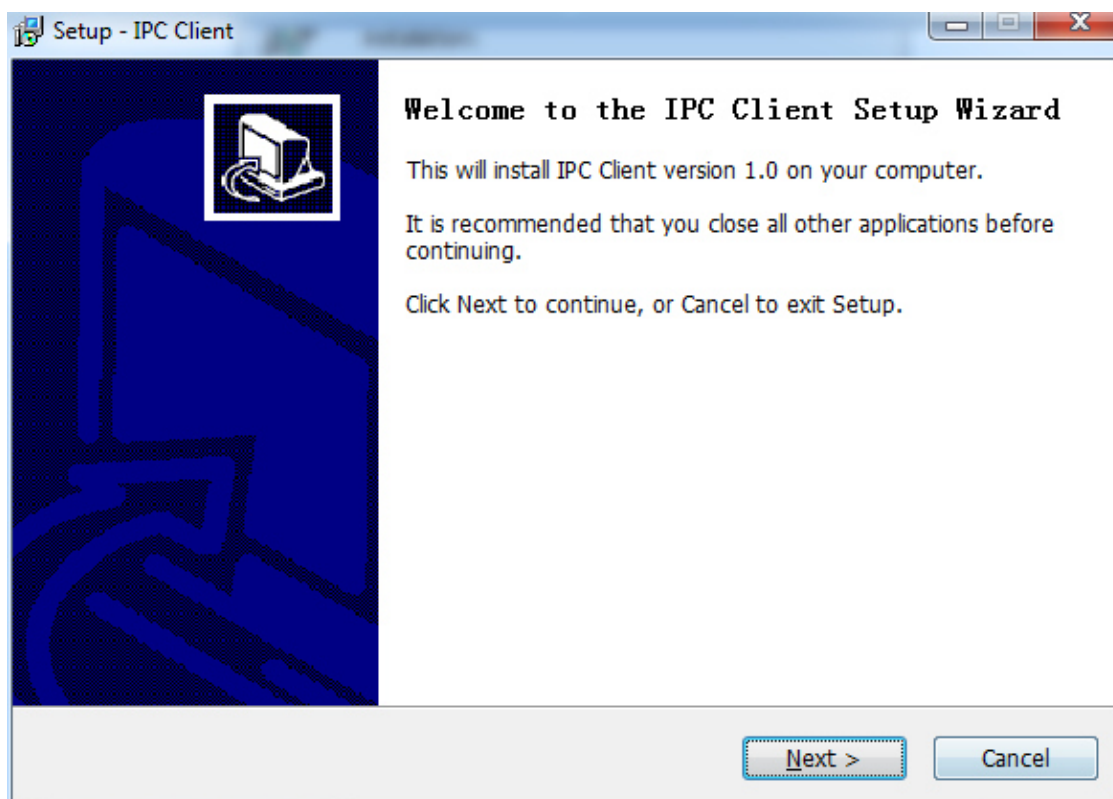 Setup - IPC Client
Welcome to the IPC Client Setup Wizard
This will install IPC Client version 1.0 on your computer.
It is recommended that you close all other applications before
continuing.
Click Next to continue, or Cancel to exit Setup.
Next >
Cancel